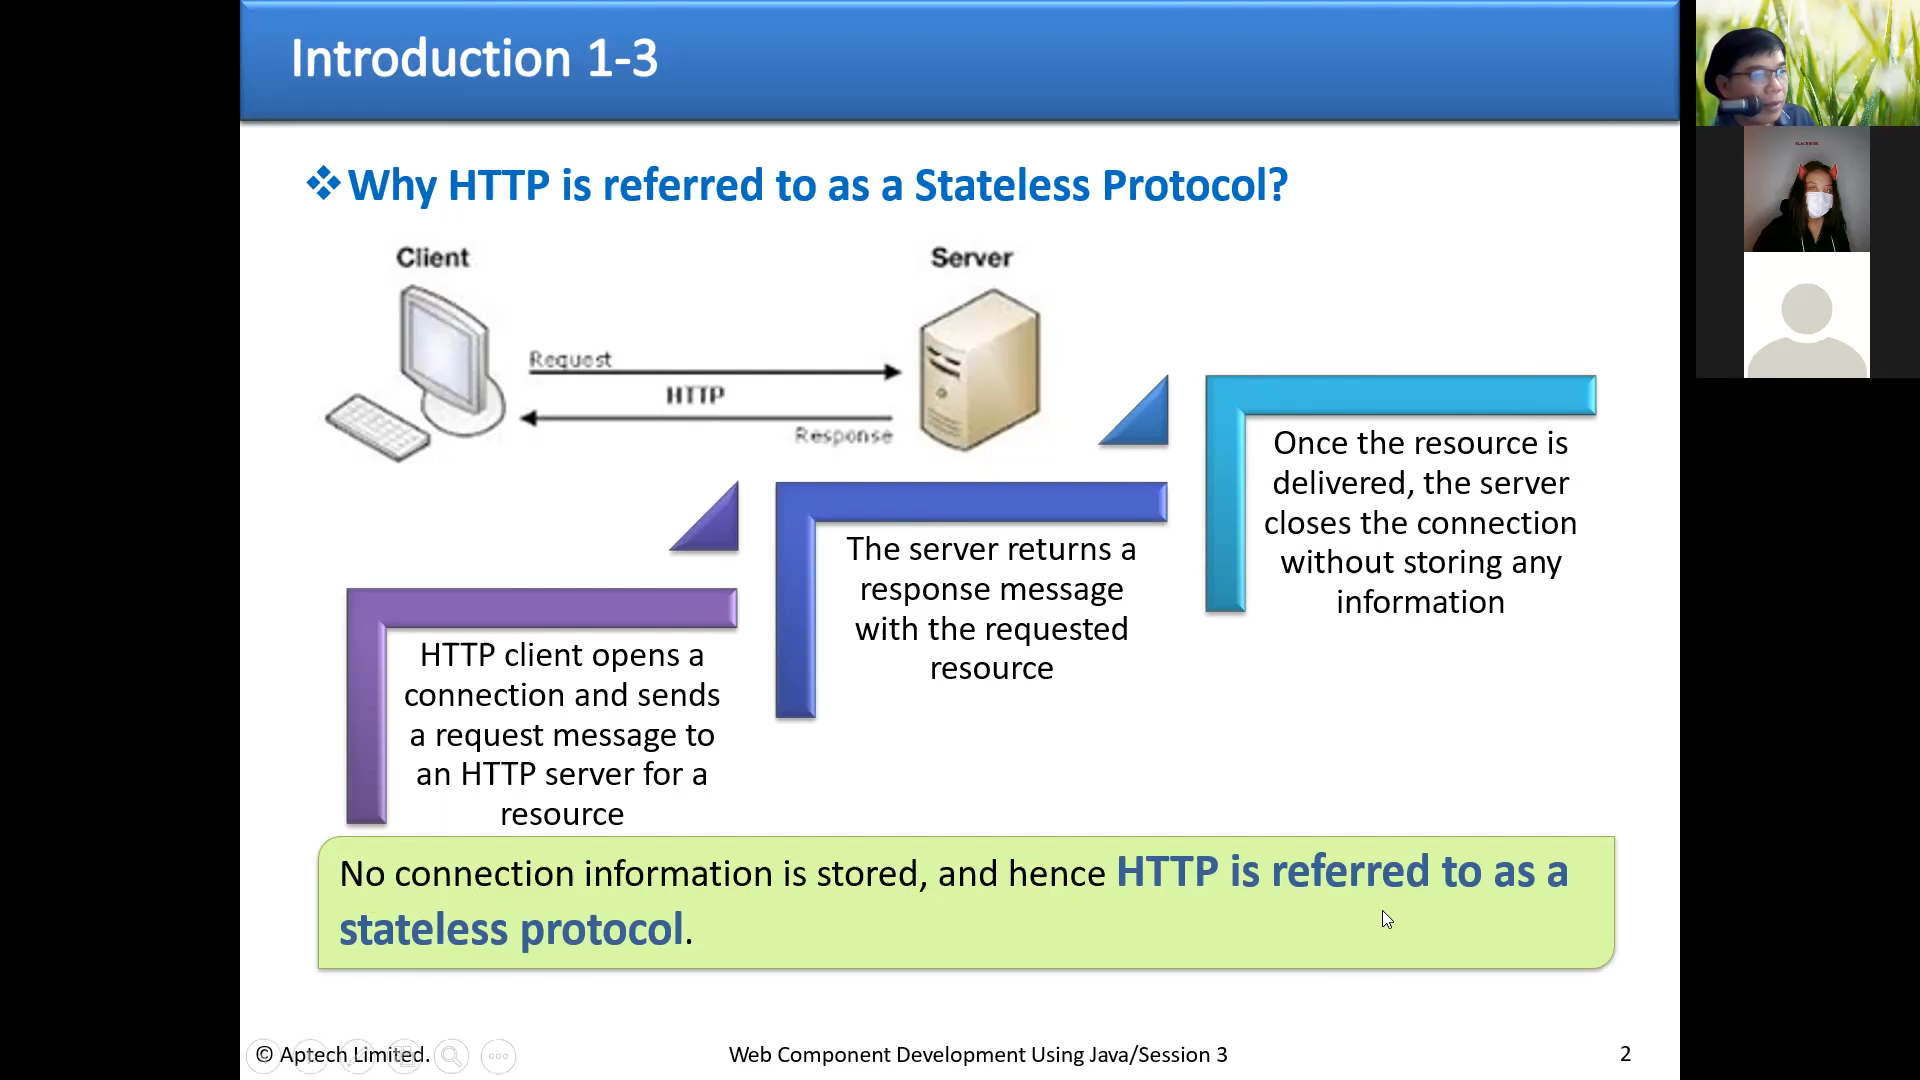 Introduction 1-3
Why HTTP is referred to as a Stateless Protocol?
Client
Server
Request
HTTP
Response
HTTP client opens a
connection and sends
a request message to
an HTTP server for a
resource
The server returns a
response message
with the requested
resource
Once the resource is
delivered, the server
closes the connection
without storing any
information
No connection information is stored, and hence HTTP is referred to as a
stateless protocol.
© Aptech Limited.
Web Component Development Using Java/Session 3
2